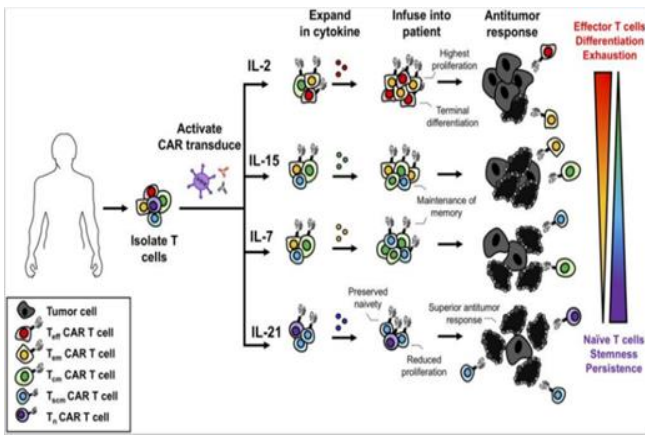 Expand
in cytokine
Infuse into
patient
Antitumor
response
Effector T cells
Differentiation
Exhaustion
IL-2
Highest
proliferation
Terminal
differentiation
Activate
CAR transduce
IL-15
Isolate T
cells
Maintenance of
memory
IL-7
Preserved
naivety
Superior antitumor
response
IL-21
Reduced
proliferation
Naïve T cells
Stemness
Persistence
Tumor cell
Teff CAR T cell
Tem CAR T cell
Tcm CAR T cell
Tscm CAR T cell
Tn CAR T cell